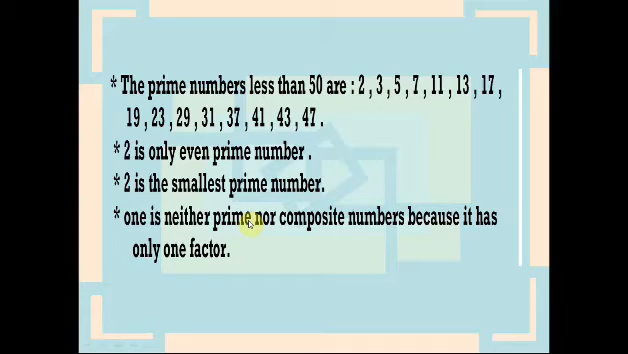 * The prime numbers less than 50 are : 2 , 3 , 5 , 7 , 11 , 13 , 17 ,
19 , 23 , 29 , 31 , 37 , 41 , 43 , 47 .
* 2 is only even prime number .
* 2 is the smallest prime number.
* one is neither prime nor composite numbers because it has
only one factor.